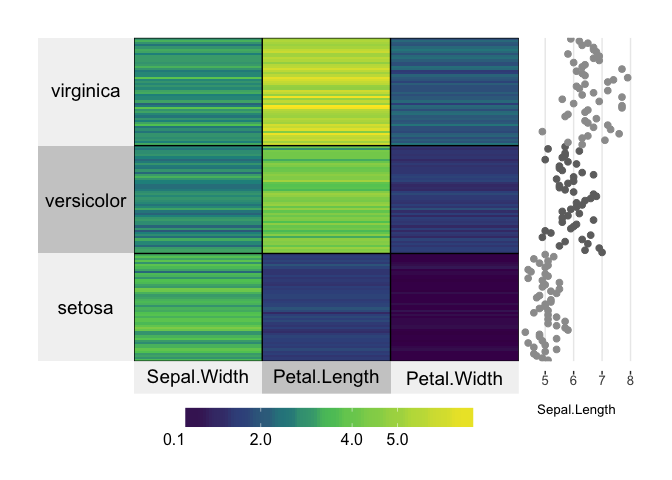 virginica
versicolor
setosa
Sepal.Width Petal.Length Petal.Width
5 6 7 8
Sepal.Length
0.1 2.0 4.0 5.0